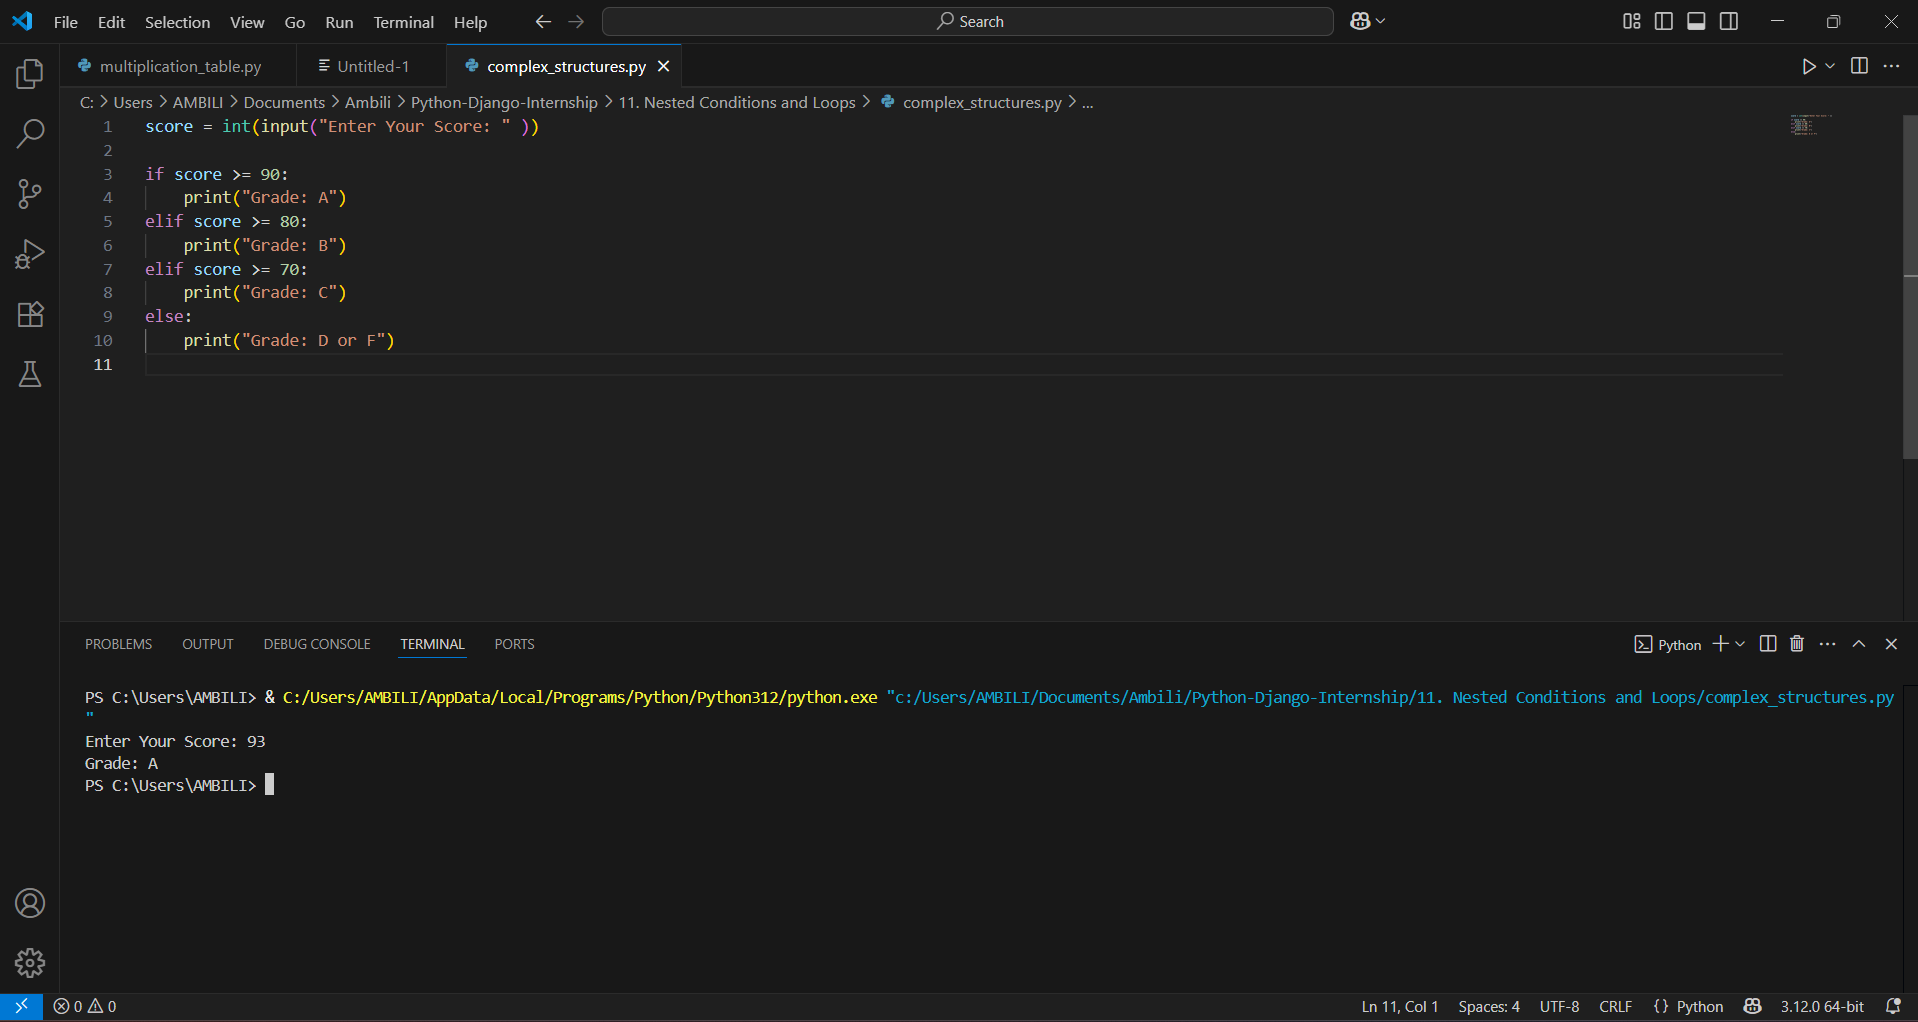 File Edit Selection View Go Run Terminal Help Search
multiplication_table.py Untitled-1 complex_structures.py
C: > Users > AMBILI > Documents > Ambili > Python-Django-Internship > 11. Nested Conditions and Loops > complex_structures.py > ...
1 score = int(input("Enter Your Score: " ))
2
3 if score >= 90:
4 print("Grade: A")
5 elif score >= 80:
6 print("Grade: B")
7 elif score >= 70:
8 print("Grade: C")
9 else:
10 print("Grade: D or F")
11
PROBLEMS OUTPUT DEBUG CONSOLE TERMINAL PORTS Python
PS C:\Users\AMBILI> & C:/Users/AMBILI/AppData/Local/Programs/Python/Python312/python.exe "c:/Users/AMBILI/Documents/Ambili/Python-Django-Internship/11. Nested Conditions and Loops/complex_structures.py
"
Enter Your Score: 93
Grade: A
PS C:\Users\AMBILI>
0 0 Ln 11, Col 1 Spaces: 4 UTF-8 CRLF {} Python 3.12.0 64-bit